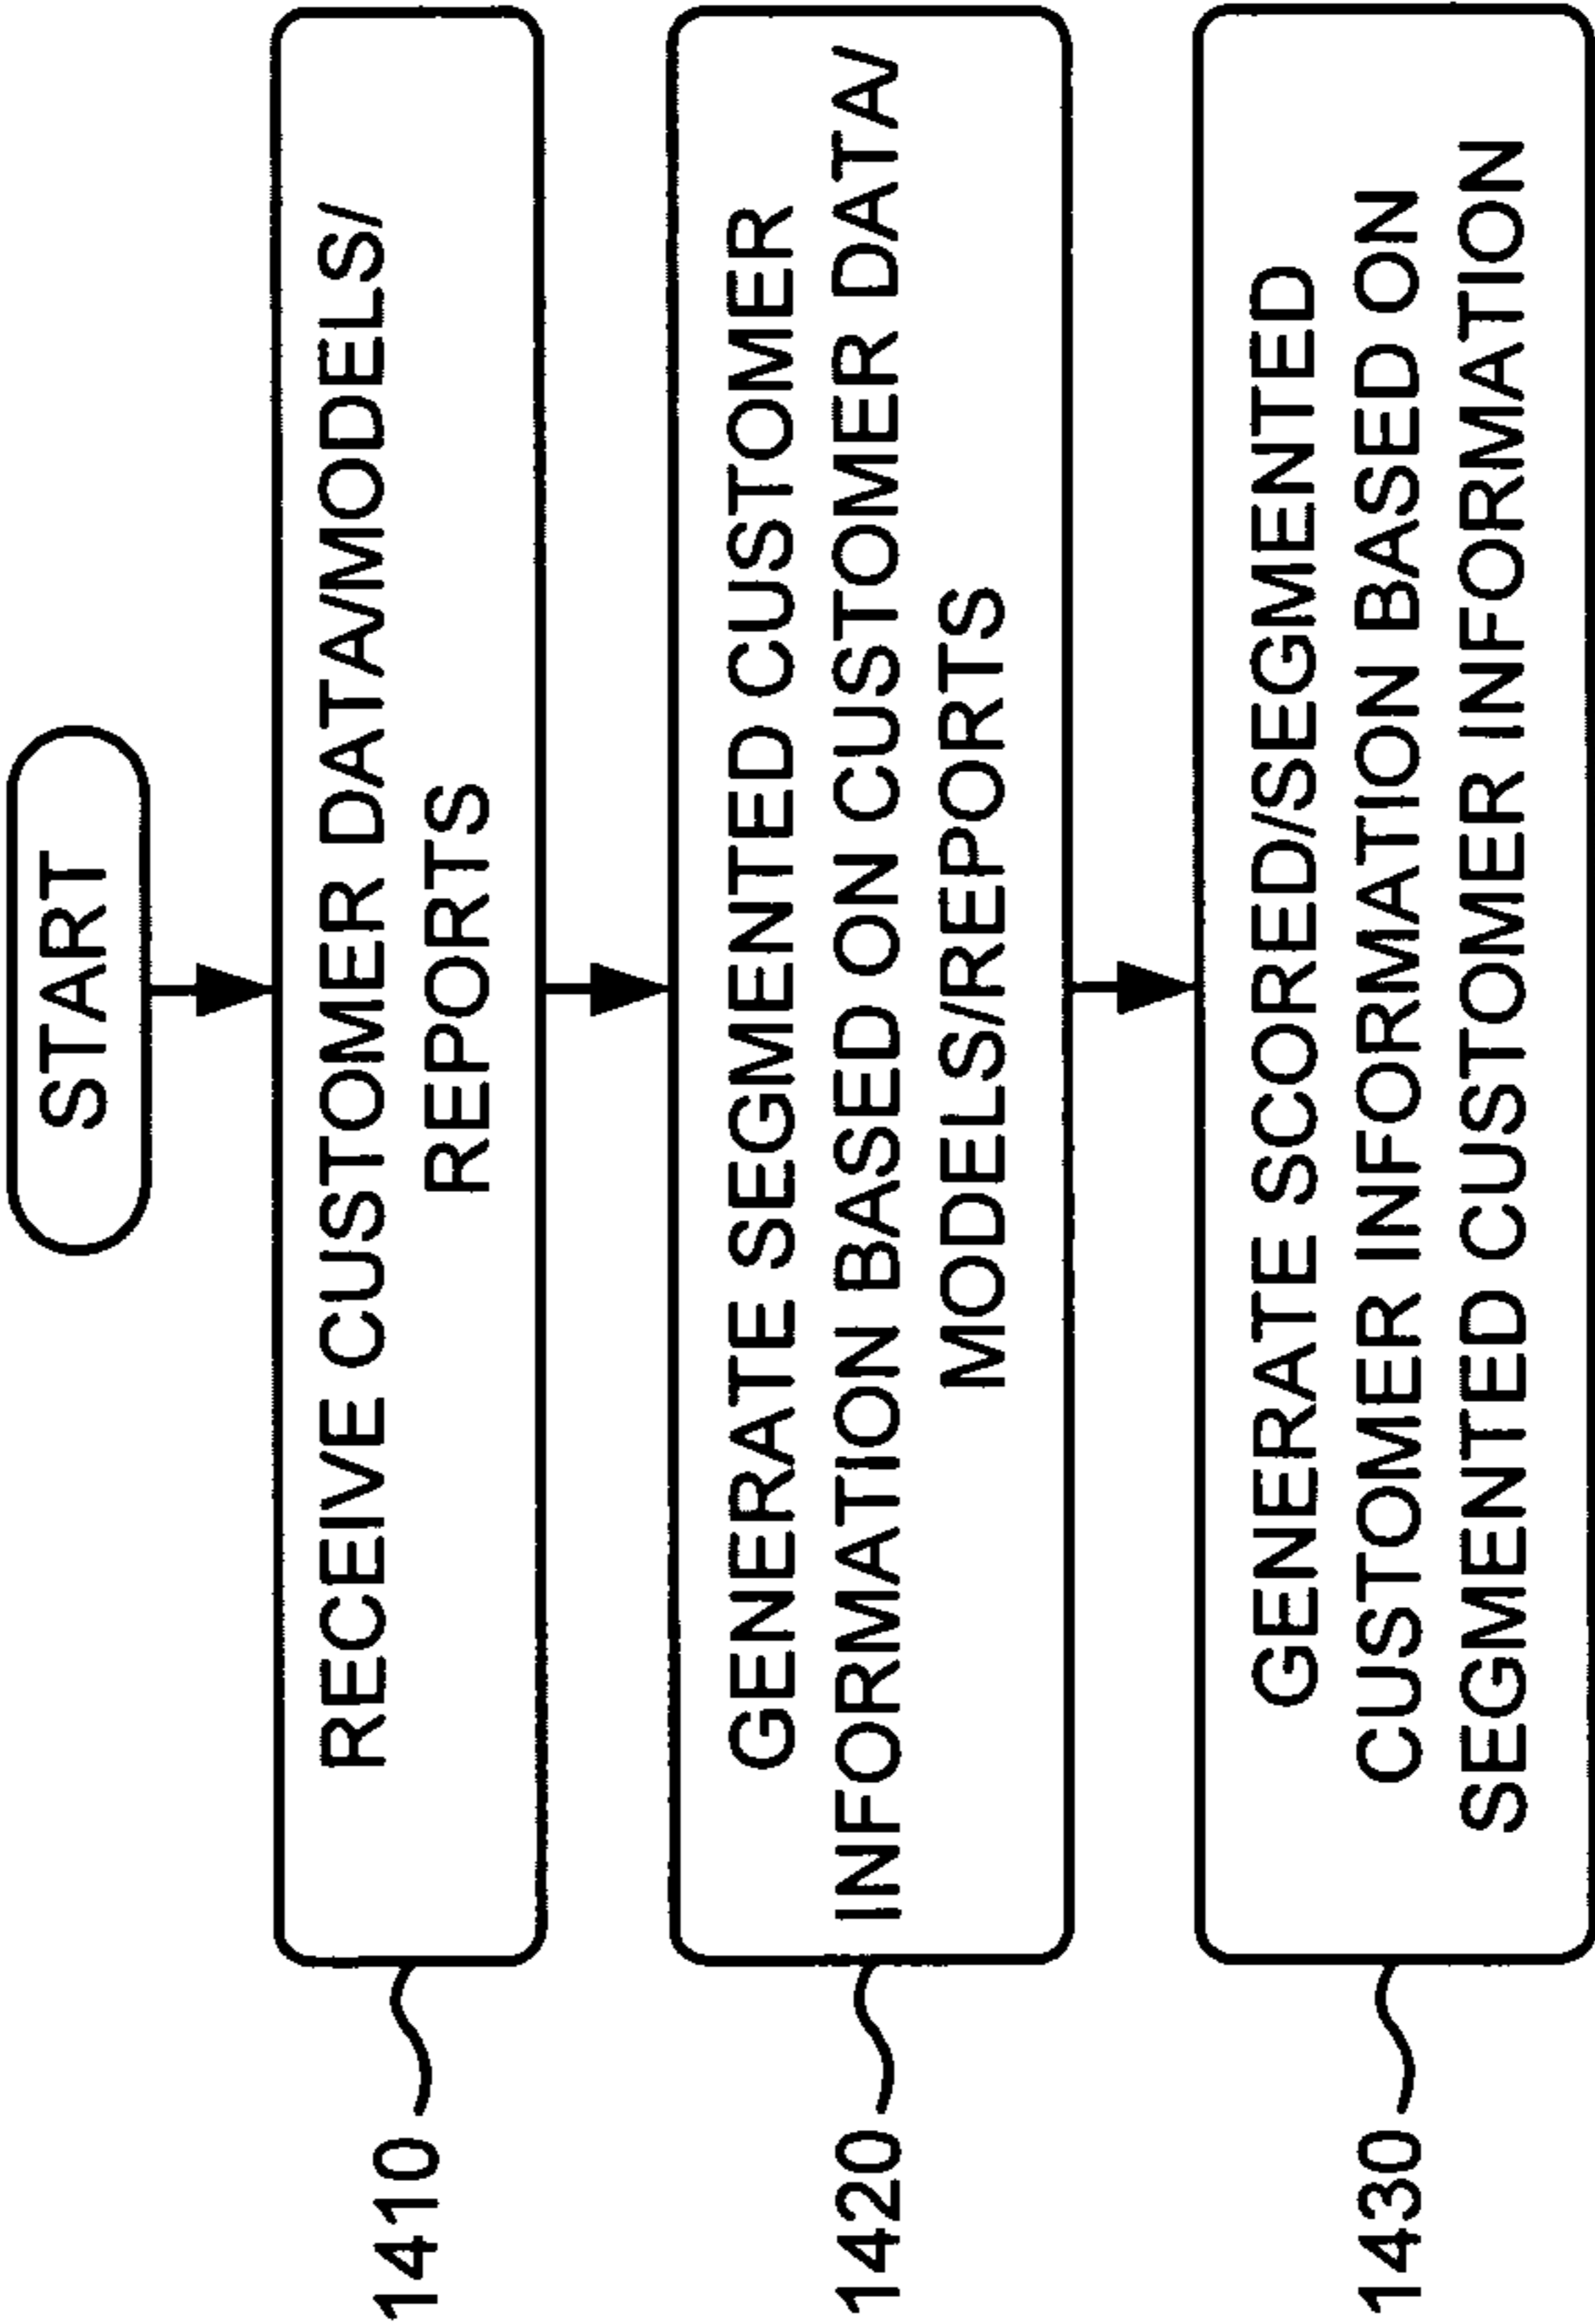 START
RECEIVE CUSTOMER DATA/MODELS/
REPORTS
1410
GENERATE SEGMENTED CUSTOMER
INFORMATION BASED ON CUSTOMER DATA/
MODELS/REPORTS
1420
GENERATE SCORED/SEGMENTED
CUSTOMER INFORMATION BASED ON
SEGMENTED CUSTOMER INFORMATION
1430